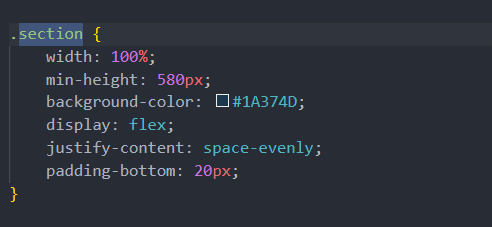 .section {
    width: 100%;
    min-height: 580px;
    background-color: #1A374D;
    display: flex;
    justify-content: space-evenly;
    padding-bottom: 20px;
}